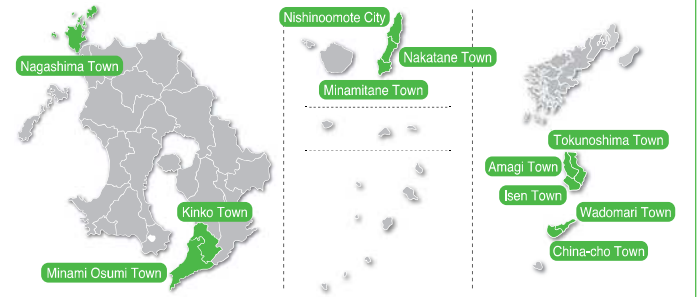 Nagashima Town
Kinko Town
Minami Osumi Town
Nishinoomote City
Nakatane Town
Minamitane Town
Tokunoshima Town
Amagi Town
Isen Town
Wadomari Town
China-cho Town